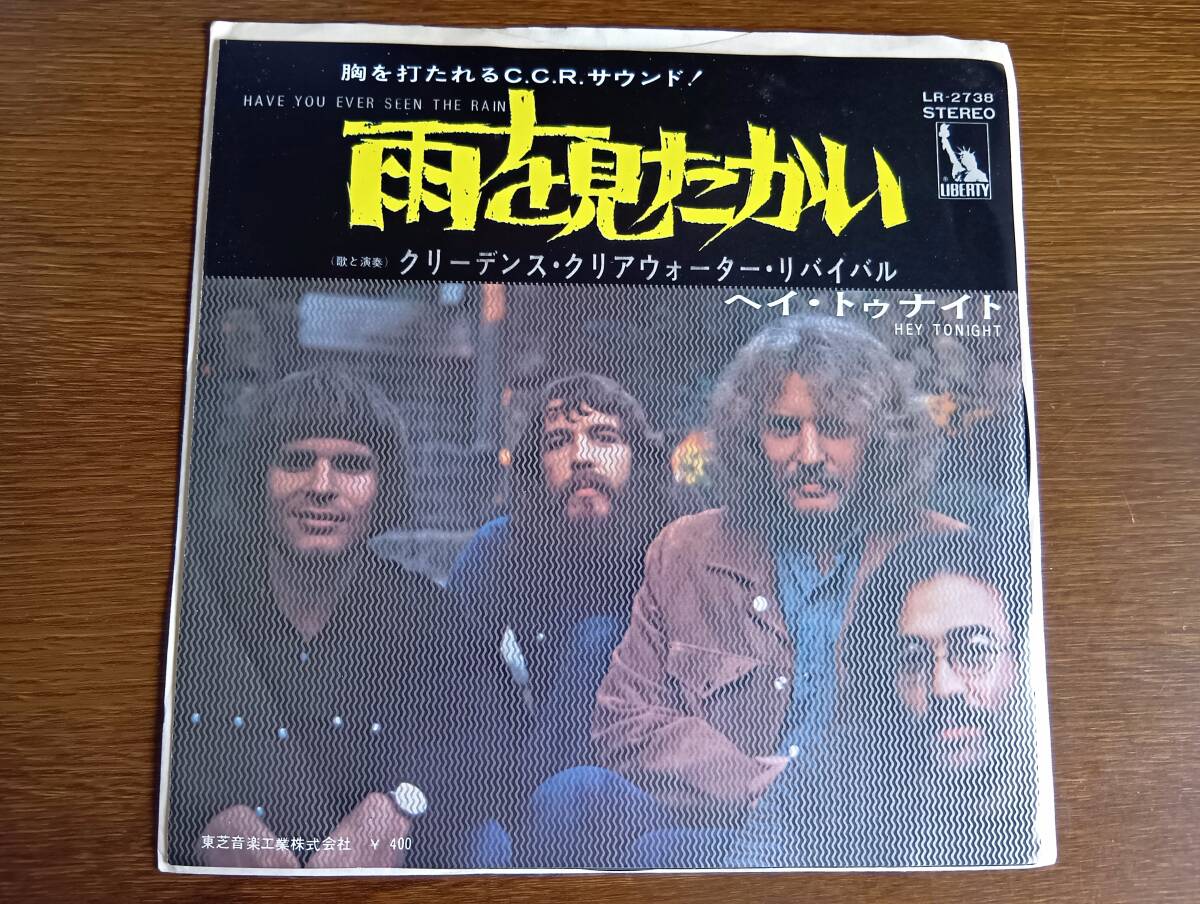 胸を打たれるC.C.R.サウンド!
HAVE YOU EVER SEEN THE RAIN
雨を見たかい
(歌と演奏) クリーデンス・クリアウォーター・リバイバル
LR-2738
STEREO
® LIBERTY
ヘイ・トゥナイト
HEY TONIGHT
東芝音楽工業株式会社 ¥ 400